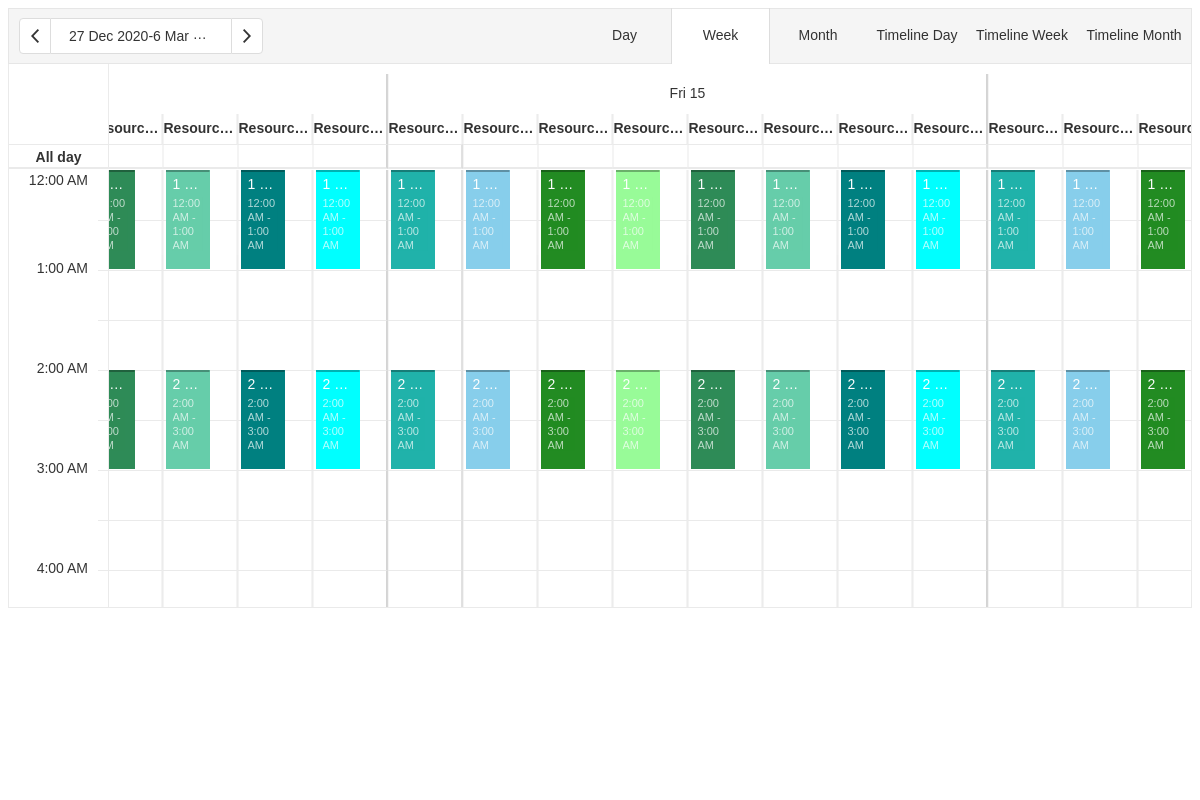 27 Dec 2020-6 Mar ...
Day Week Month Timeline Day Timeline Week Timeline Month
Fri 15
sourc... Resourc... Resourc... Resourc... Resourc... Resourc... Resourc... Resourc... Resourc... Resourc... Resourc... Resourc... Resourc... Resourc... Resourc
All day
12:00 AM
... 1 ... 1 ... 1 ... 1 ... 1 ... 1 ... 1 ... 1 ... 1 ... 1 ... 1 ... 1 ... 1 ... 1 ...
:00 12:00 12:00 12:00 12:00 12:00 12:00 12:00 12:00 12:00 12:00 12:00 12:00 12:00 12:00
M - AM - AM - AM - AM - AM - AM - AM - AM - AM - AM - AM - AM - AM - AM -
00 1:00 1:00 1:00 1:00 1:00 1:00 1:00 1:00 1:00 1:00 1:00 1:00 1:00 1:00
M AM AM AM AM AM AM AM AM AM AM AM AM AM AM
1:00 AM
2:00 AM
... 2 ... 2 ... 2 ... 2 ... 2 ... 2 ... 2 ... 2 ... 2 ... 2 ... 2 ... 2 ... 2 ... 2 ...
00 2:00 2:00 2:00 2:00 2:00 2:00 2:00 2:00 2:00 2:00 2:00 2:00 2:00 2:00
M - AM - AM - AM - AM - AM - AM - AM - AM - AM - AM - AM - AM - AM - AM -
00 3:00 3:00 3:00 3:00 3:00 3:00 3:00 3:00 3:00 3:00 3:00 3:00 3:00 3:00
M AM AM AM AM AM AM AM AM AM AM AM AM AM AM
3:00 AM
4:00 AM